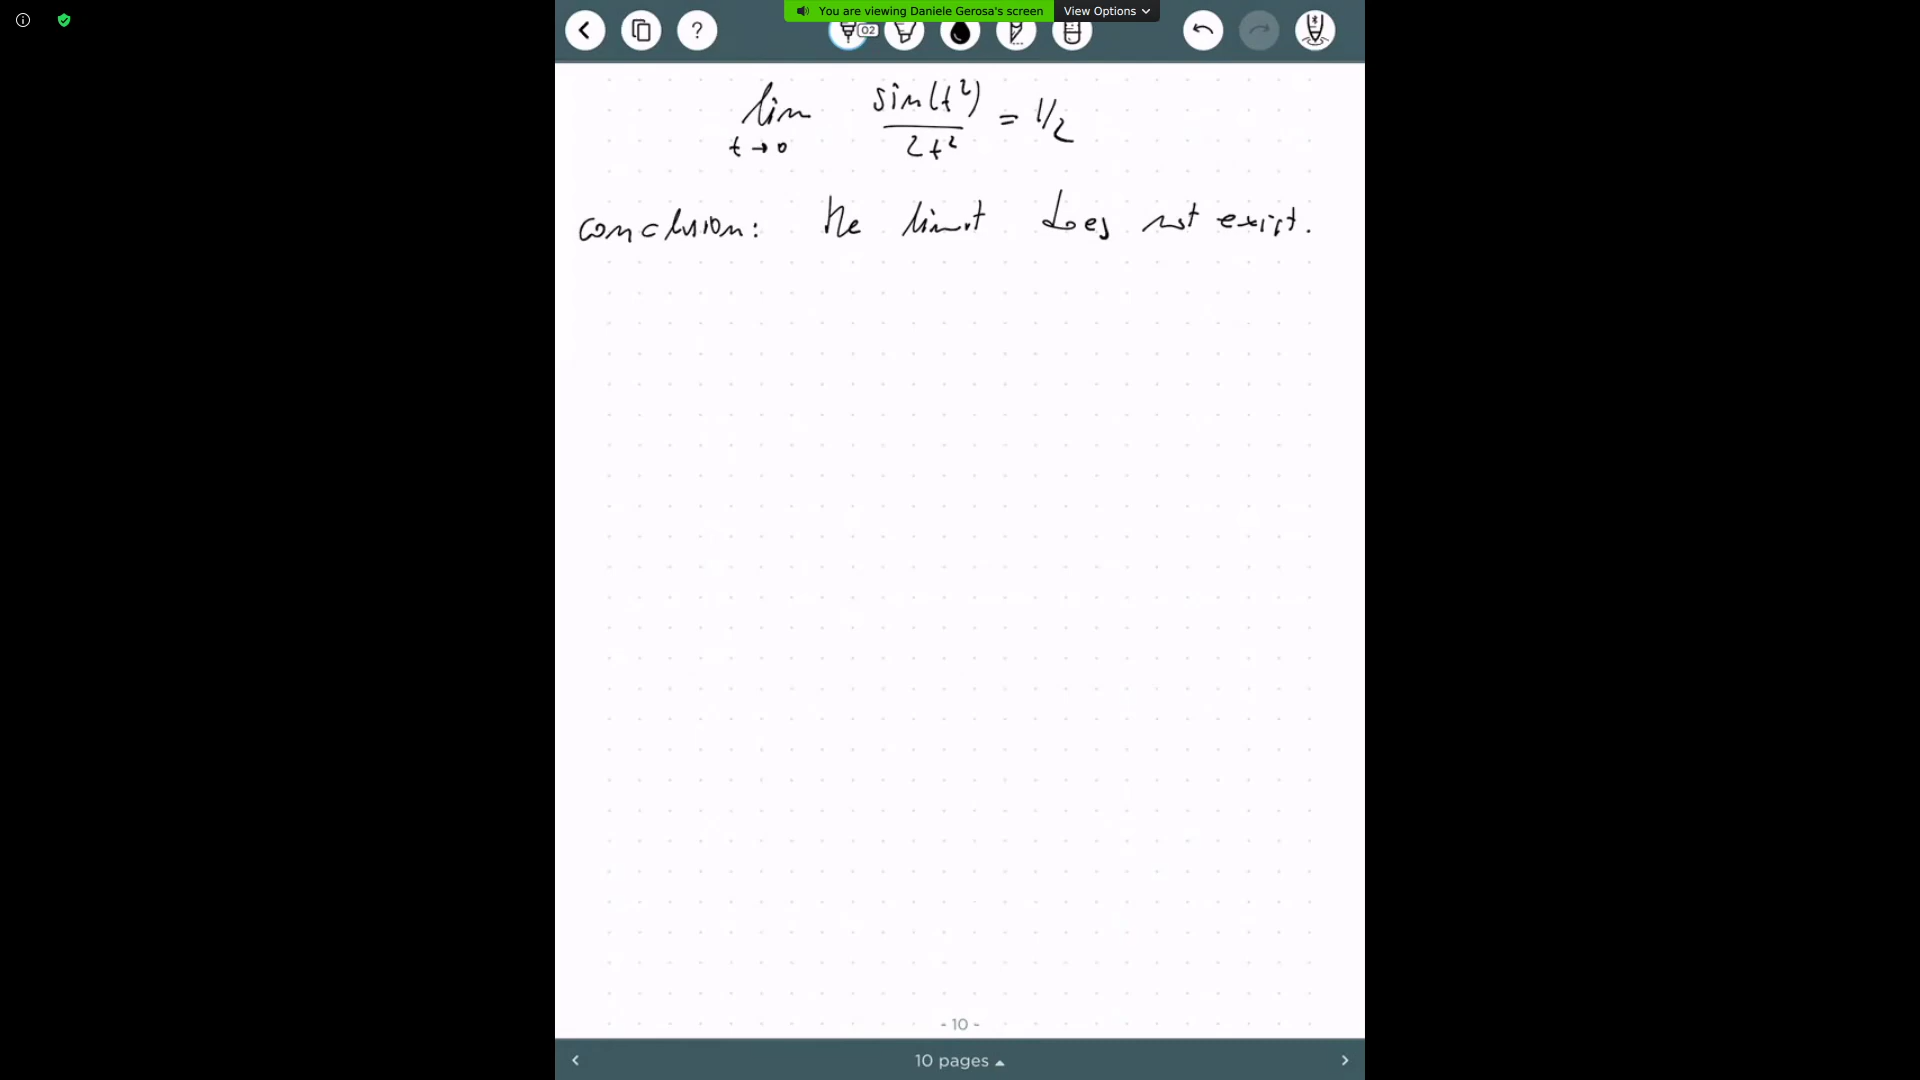 You are viewing Daniele Gerosa's screen View Options
? 02
lim sin(t²)/2t² = 1/2
t → 0
conclusion: the limit does not exist.
- 10 -
10 pages